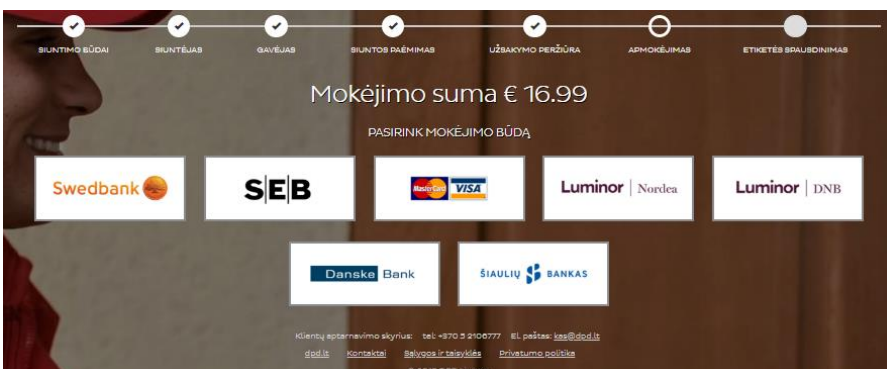 SIUNTIMO BŪDAI SIUNTĖJAS GAVĖJAS SIUNTOS PAĖMIMAS UŽSAKYMO PERŽIŪRA APMOKĖJIMAS ETIKETĖS SPAUSDINIMAS
Mokėjimo suma € 16.99
PASIRINK MOKĖJIMO BŪDĄ
Swedbank SEB MasterCard VISA Luminor | Nordea Luminor | DNB
Danske Bank ŠIAULIŲ BANKAS
Klientų aptarnavimo skyrius: tel: +370 5 2106777 El. paštas: kas@dpd.lt
dpd.lt Kontaktai Sąlygos ir taisyklės Privatumo politika